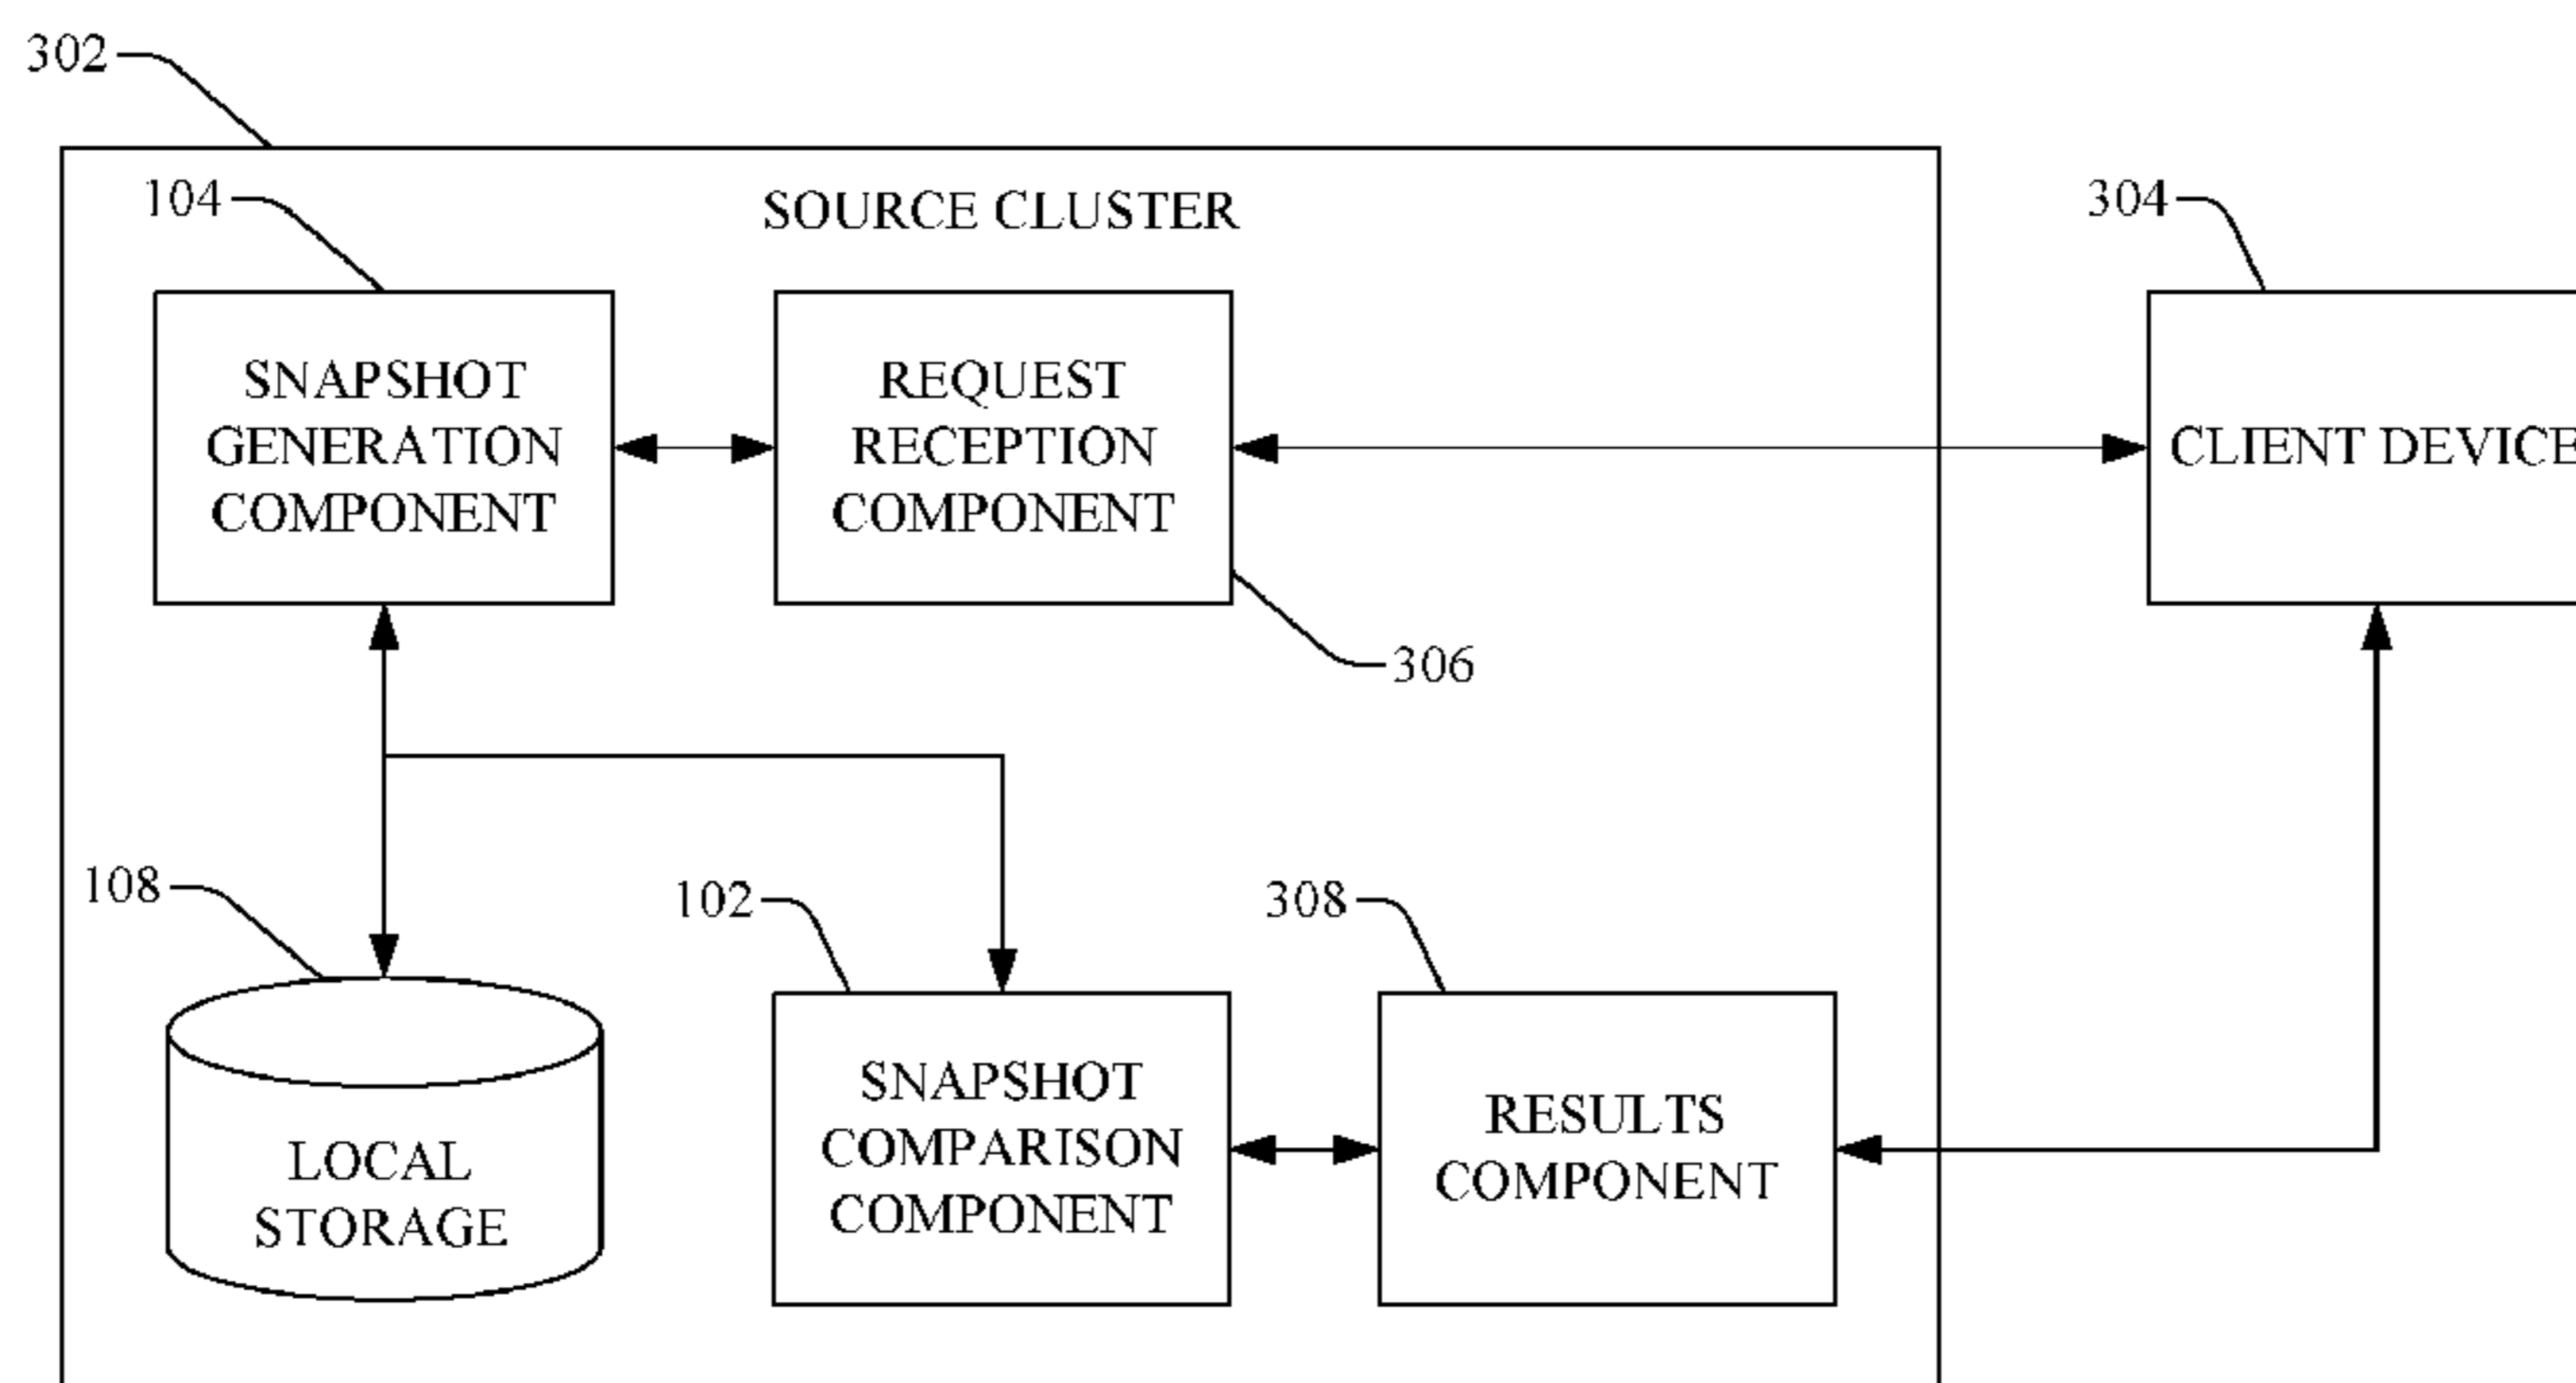 302
104
SOURCE CLUSTER
304
SNAPSHOT
GENERATION
COMPONENT
REQUEST
RECEPTION
COMPONENT
CLIENT DEVICE
306
108
102
308
LOCAL
STORAGE
SNAPSHOT
COMPARISON
COMPONENT
RESULTS
COMPONENT